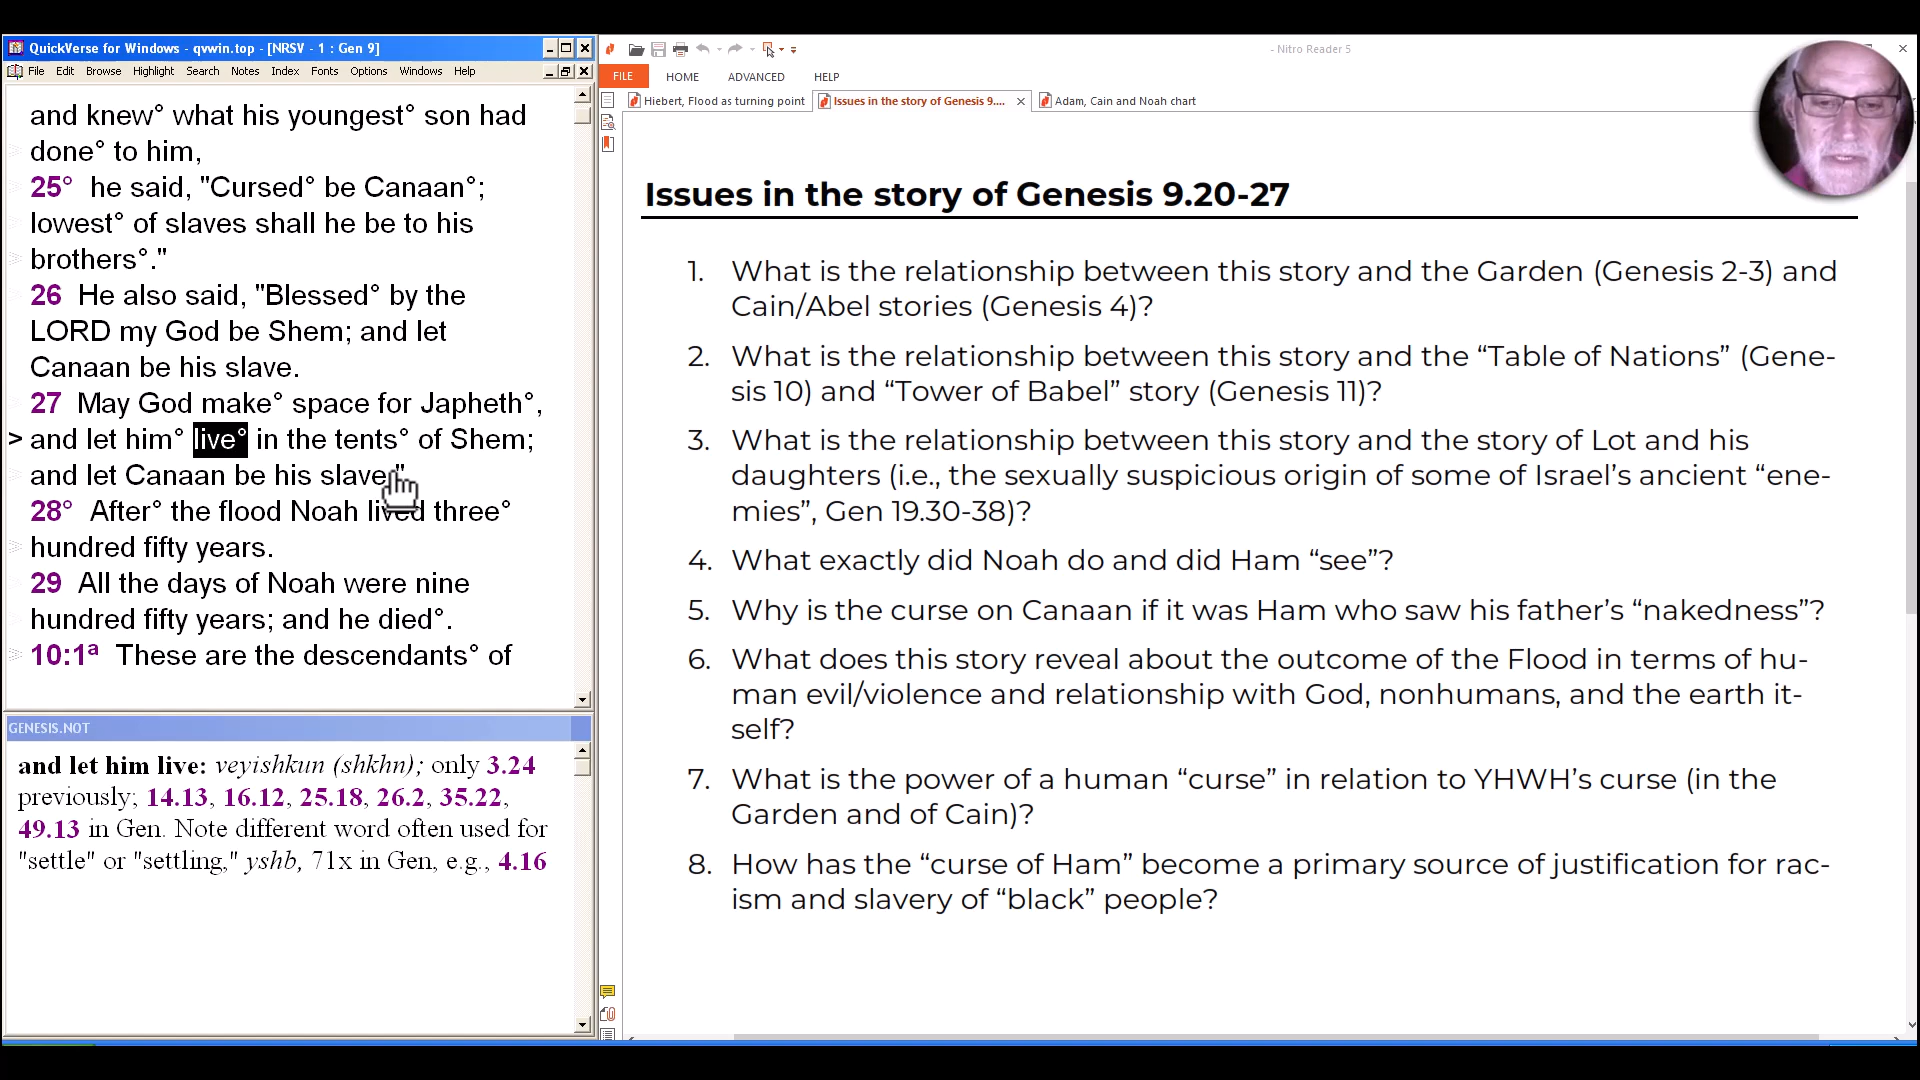 QuickVerse for Windows - qvwin.top - [NRSV - 1 : Gen 9]
File Edit Browse Highlight Search Notes Index Fonts Options Windows Help
and knew° what his youngest° son had
done° to him,
25° he said, "Cursed° be Canaan°;
lowest° of slaves shall he be to his
brothers°."
26 He also said, "Blessed° by the
LORD my God be Shem; and let
Canaan be his slave.
27 May God make° space for Japheth°,
> and let him° live° in the tents° of Shem;
and let Canaan be his slave."
28° After° the flood Noah lived three°
hundred fifty years.
29 All the days of Noah were nine
hundred fifty years; and he died°.
10:1ª These are the descendants° of
GENESIS.NOT
and let him live: veyishkun (shkhn); only 3.24
previously; 14.13, 16.12, 25.18, 26.2, 35.22,
49.13 in Gen. Note different word often used for
"settle" or "settling," yshb, 71x in Gen, e.g., 4.16
- Nitro Reader 5
FILE HOME ADVANCED HELP
Hiebert, Flood as turning point
Issues in the story of Genesis 9....
Adam, Cain and Noah chart
Issues in the story of Genesis 9.20-27
1. What is the relationship between this story and the Garden (Genesis 2-3) and
Cain/Abel stories (Genesis 4)?
2. What is the relationship between this story and the “Table of Nations” (Gene-
sis 10) and “Tower of Babel” story (Genesis 11)?
3. What is the relationship between this story and the story of Lot and his
daughters (i.e., the sexually suspicious origin of some of Israel’s ancient “ene-
mies”, Gen 19.30-38)?
4. What exactly did Noah do and did Ham “see”?
5. Why is the curse on Canaan if it was Ham who saw his father’s “nakedness”?
6. What does this story reveal about the outcome of the Flood in terms of hu-
man evil/violence and relationship with God, nonhumans, and the earth it-
self?
7. What is the power of a human “curse” in relation to YHWH’s curse (in the
Garden and of Cain)?
8. How has the “curse of Ham” become a primary source of justification for rac-
ism and slavery of “black” people?